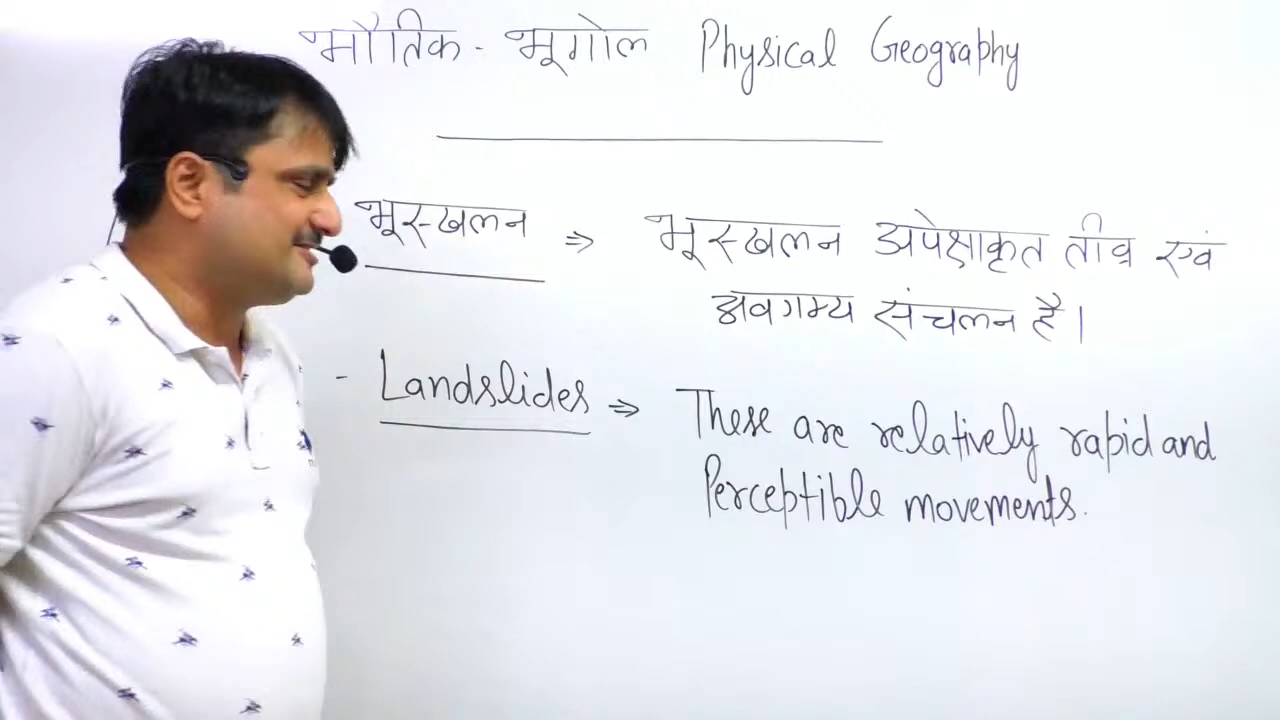 भौतिक - भूगोल Physical Geography
भूस्खलन ⇒ भूस्खलन अपेक्षाकृत तीव्र एवं
अवगम्य संचलन है।
- Landslides ⇒ These are relatively rapid and
Perceptible movements.